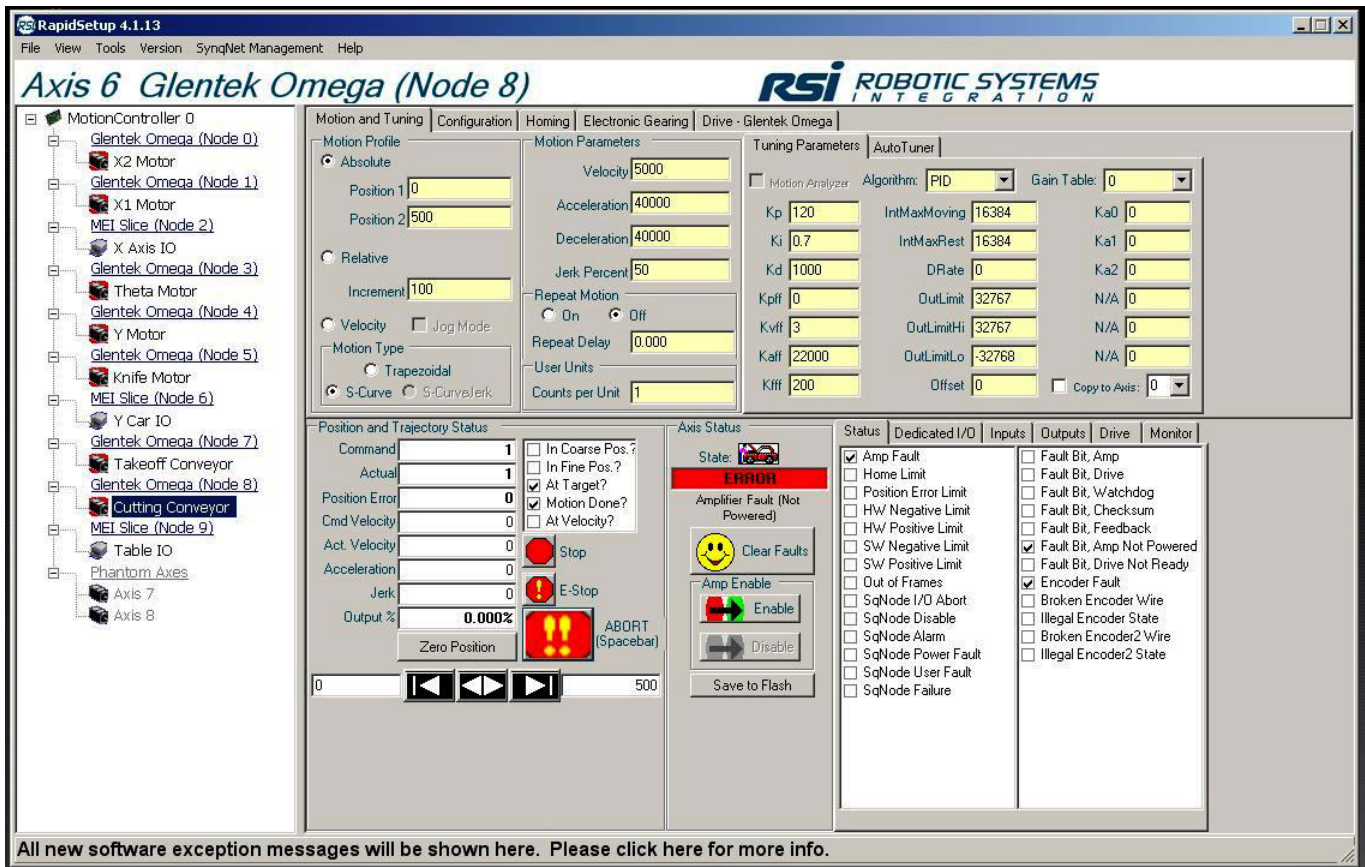 RapidSetup 4.1.13
File View Tools Version SynqNet Management Help
Axis 6 Glentek Omega (Node 8)
RSI ROBOTIC SYSTEMS
INTEGRATION
MotionController 0
Glentek Omega (Node 0)
X2 Motor
Glentek Omega (Node 1)
X1 Motor
MEI Slice (Node 2)
X Axis IO
Glentek Omega (Node 3)
Theta Motor
Glentek Omega (Node 4)
Y Motor
Glentek Omega (Node 5)
Knife Motor
MEI Slice (Node 6)
Y Car IO
Glentek Omega (Node 7)
Takeoff Conveyor
Glentek Omega (Node 8)
Cutting Conveyor
MEI Slice (Node 9)
Table IO
Phantom Axes
Axis 7
Axis 8
Motion and Tuning Configuration Homing Electronic Gearing Drive - Glentek Omega
Motion Profile
Absolute
Position 1 0
Position 2 500
Relative
Increment 100
Velocity Jog Mode
Motion Type
Trapezoidal
S-Curve S-CurveJerk
Motion Parameters
Velocity 5000
Acceleration 40000
Deceleration 40000
Jerk Percent 50
Repeat Motion
On Off
Repeat Delay 0.000
User Units
Counts per Unit 1
Tuning Parameters AutoTuner
Motion Analyzer Algorithm: PID Gain Table: 0
Kp 120 IntMaxMoving 16384 Ka0 0
Ki 0.7 IntMaxRest 16384 Ka1 0
Kd 1000 DRate 0 Ka2 0
Kpff 0 OutLimit 32767 N/A 0
Kvff 3 OutLimitHi 32767 N/A 0
Kaff 22000 OutLimitLo -32768 N/A 0
Kfff 200 Offset 0 Copy to Axis: 0
Position and Trajectory Status
Command 1
Actual 1
Position Error 0
Cmd Velocity 0
Act. Velocity 0
Acceleration 0
Jerk 0
Output % 0.000%
Zero Position
0 500
In Coarse Pos.?
In Fine Pos.?
At Target?
Motion Done?
At Velocity?
Stop
E-Stop
ABORT
(Spacebar)
Axis Status
State:
ERROR
Amplifier Fault (Not
Powered)
Clear Faults
Amp Enable
Enable
Disable
Save to Flash
Status Dedicated I/O Inputs Outputs Drive Monitor
Amp Fault
Home Limit
Position Error Limit
HW Negative Limit
HW Positive Limit
SW Negative Limit
SW Positive Limit
Out of Frames
SqNode I/O Abort
SqNode Disable
SqNode Alarm
SqNode Power Fault
SqNode User Fault
SqNode Failure
Fault Bit, Amp
Fault Bit, Drive
Fault Bit, Watchdog
Fault Bit, Checksum
Fault Bit, Feedback
Fault Bit, Amp Not Powered
Fault Bit, Drive Not Ready
Encoder Fault
Broken Encoder Wire
Illegal Encoder State
Broken Encoder2 Wire
Illegal Encoder2 State
All new software exception messages will be shown here. Please click here for more info.